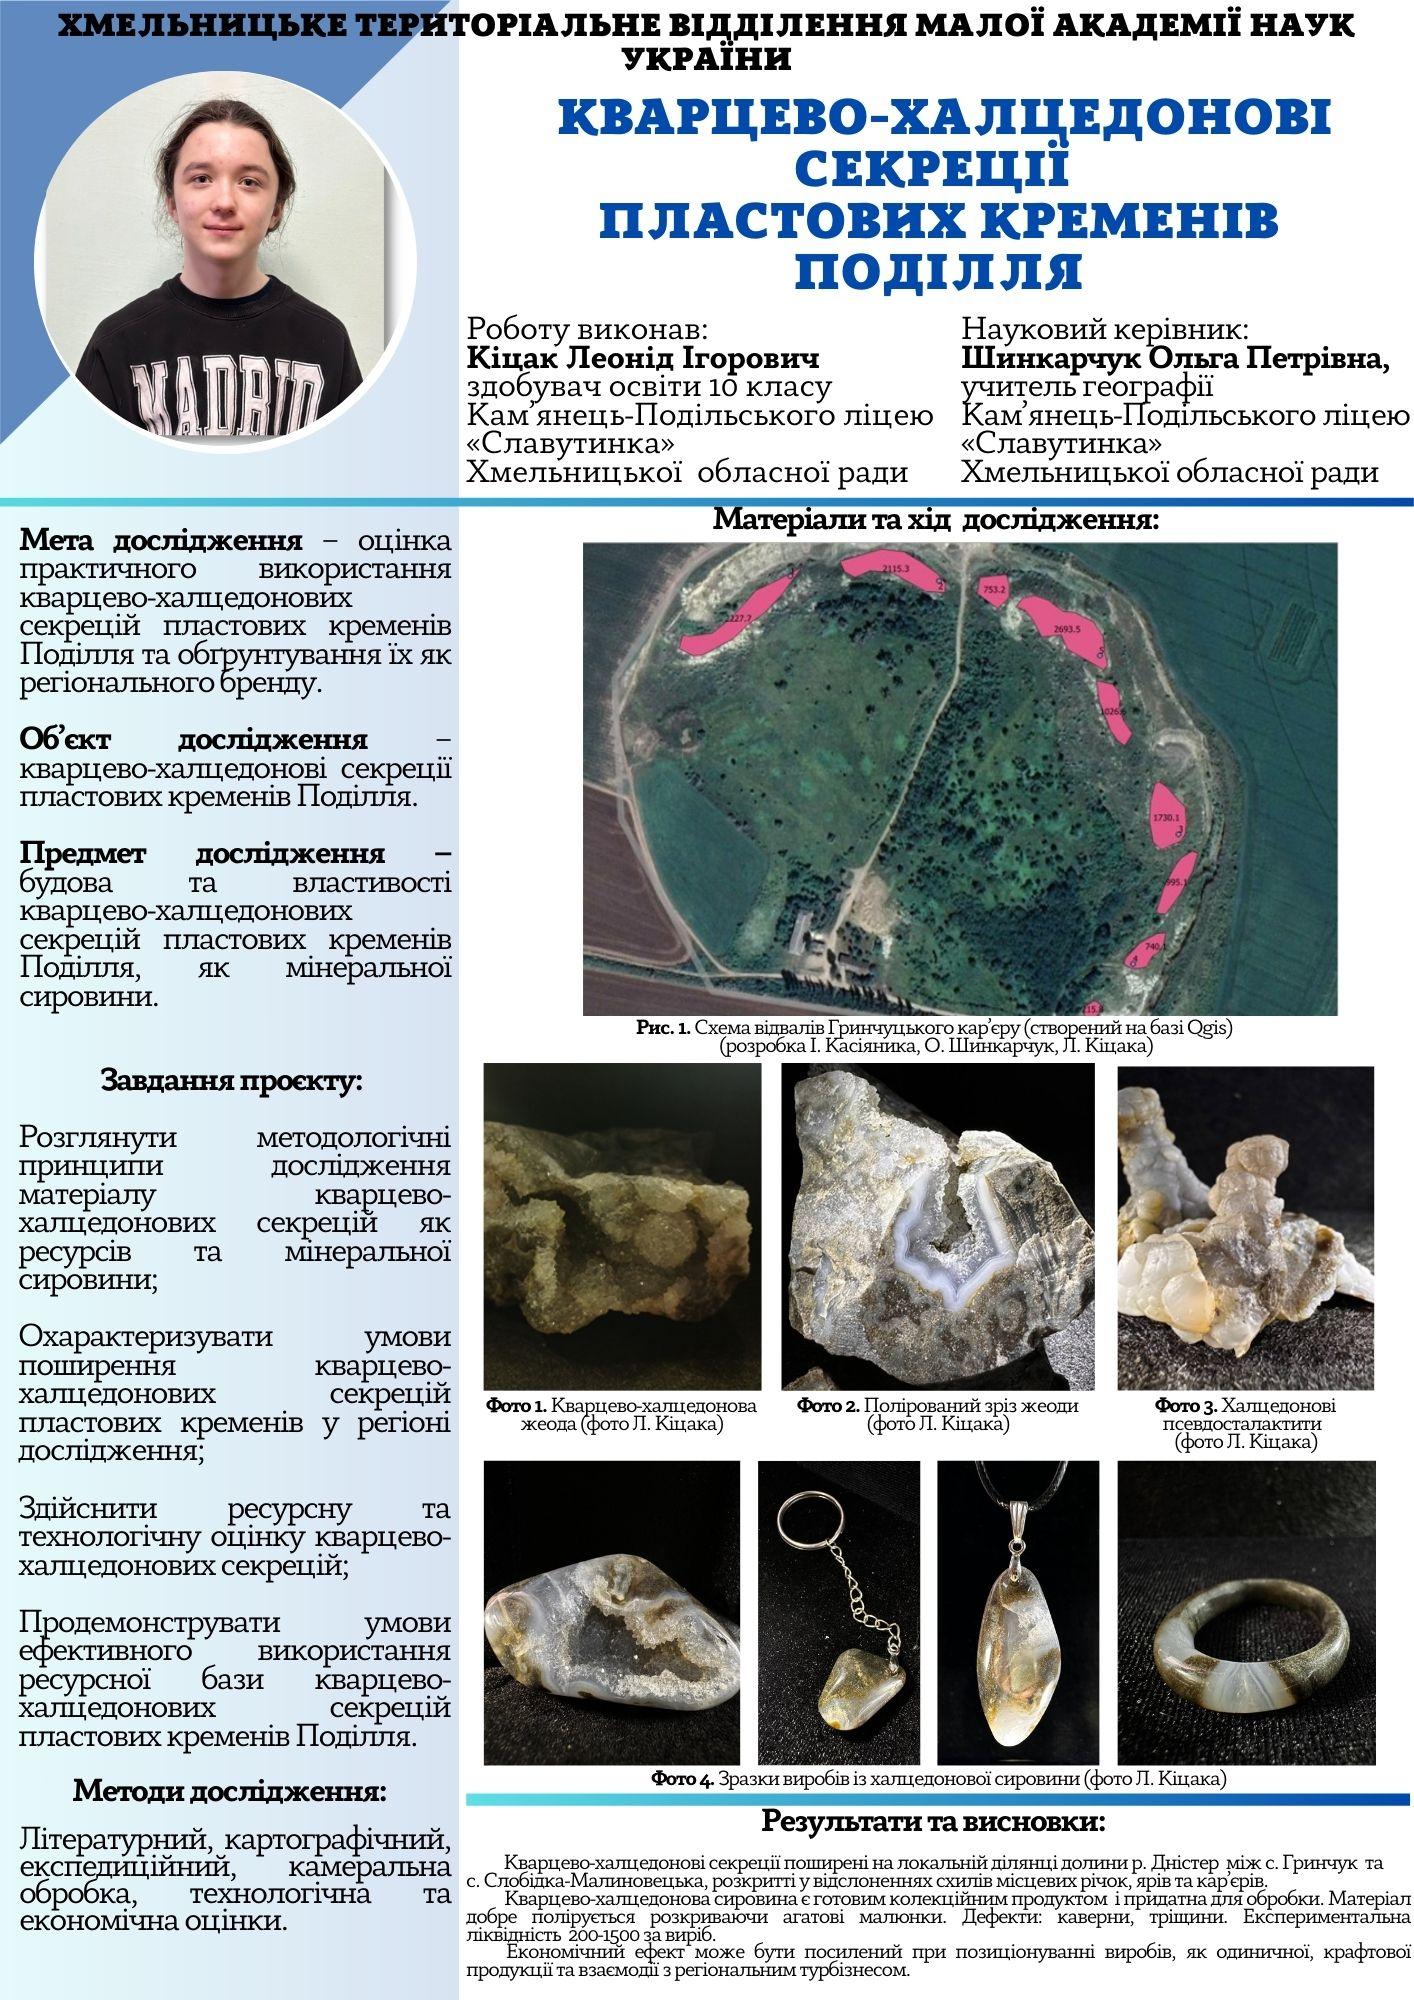 ХМЕЛЬНИЦЬКЕ ТЕРИТОРІАЛЬНЕ ВІДДІЛЕННЯ МАЛОЇ АКАДЕМІЇ НАУК
УКРАЇНИ
КВАРЦЕВО-ХАЛЦЕДОНОВІ
СЕКРЕЦІЇ
ПЛАСТОВИХ КРЕМЕНІВ
ПОДІЛЛЯ
MADRID
Роботу виконав:
Кіцак Леонід Ігорович
здобувач освіти 10 класу
Кам’янець-Подільського ліцею
«Славутинка»
Хмельницької обласної ради
Науковий керівник:
Шинкарчук Ольга Петрівна,
учитель географії
Кам’янець-Подільського ліцею
«Славутинка»
Хмельницької обласної ради
Мета дослідження – оцінка
практичного використання
кварцево-халцедонових
секрецій пластових кременів
Поділля та обґрунтування їх як
регіонального бренду.
Об’єкт дослідження –
кварцево-халцедонові секреції
пластових кременів Поділля.
Предмет дослідження –
будова та властивості
кварцево-халцедонових
секрецій пластових кременів
Поділля, як мінеральної
сировини.
Завдання проєкту:
Розглянути методологічні
принципи дослідження
матеріалу кварцево-
халцедонових секрецій як
ресурсів та мінеральної
сировини;
Охарактеризувати умови
поширення кварцево-
халцедонових секрецій
пластових кременів у регіоні
дослідження;
Здійснити ресурсну та
технологічну оцінку кварцево-
халцедонових секрецій;
Продемонструвати умови
ефективного використання
ресурсної бази кварцево-
халцедонових секрецій
пластових кременів Поділля.
Методи дослідження:
Літературний, картографічний,
експедиційний, камеральна
обробка, технологічна та
економічна оцінки.
Матеріали та хід дослідження:
2115.3
2
753.2
2693.5
5
1730.1
3
740.1
4
Рис. 1. Схема відвалів Гринчуцького кар’єру (створений на базі Qgis)
(розробка І. Касіяника, О. Шинкарчук, Л. Кіцака)
Фото 1. Кварцево-халцедонова
жеода (фото Л. Кіцака)
Фото 2. Полірований зріз жеоди
(фото Л. Кіцака)
Фото 3. Халцедонові
псевдосталактити
(фото Л. Кіцака)
Фото 4. Зразки виробів із халцедонової сировини (фото Л. Кіцака)
Результати та висновки:
Кварцево-халцедонові секреції поширені на локальній ділянці долини р. Дністер між с. Гринчук та
с. Слобідка-Малиновецька, розкритті у відслоненнях схилів місцевих річок, ярів та кар’єрів.
Кварцево-халцедонова сировина є готовим колекційним продуктом і придатна для обробки. Матеріал
добре полірується розкриваючи агатові малюнки. Дефекти: каверни, тріщини. Експериментальна
ліквідність 200-1500 за виріб.
Економічний ефект може бути посилений при позиціонуванні виробів, як одиничної, крафтової
продукції та взаємодії з регіональним турбізнесом.